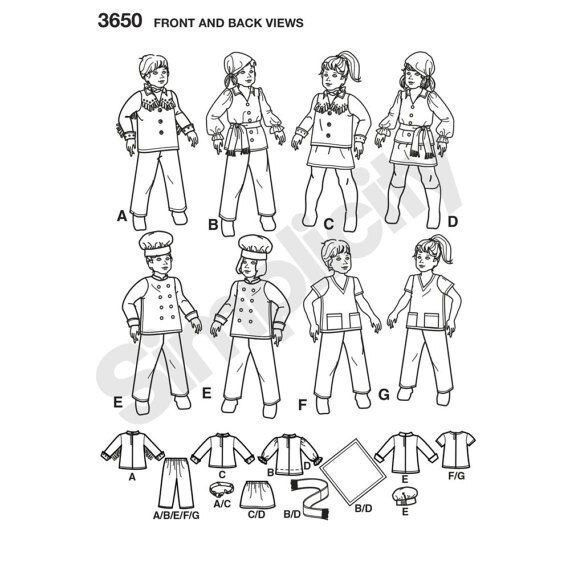 3650 FRONT AND BACK VIEWS
A B C D
E E F G
A C B D E F/G
A/B/E/F/G A/C C/D B/D B/D E
Simplicity